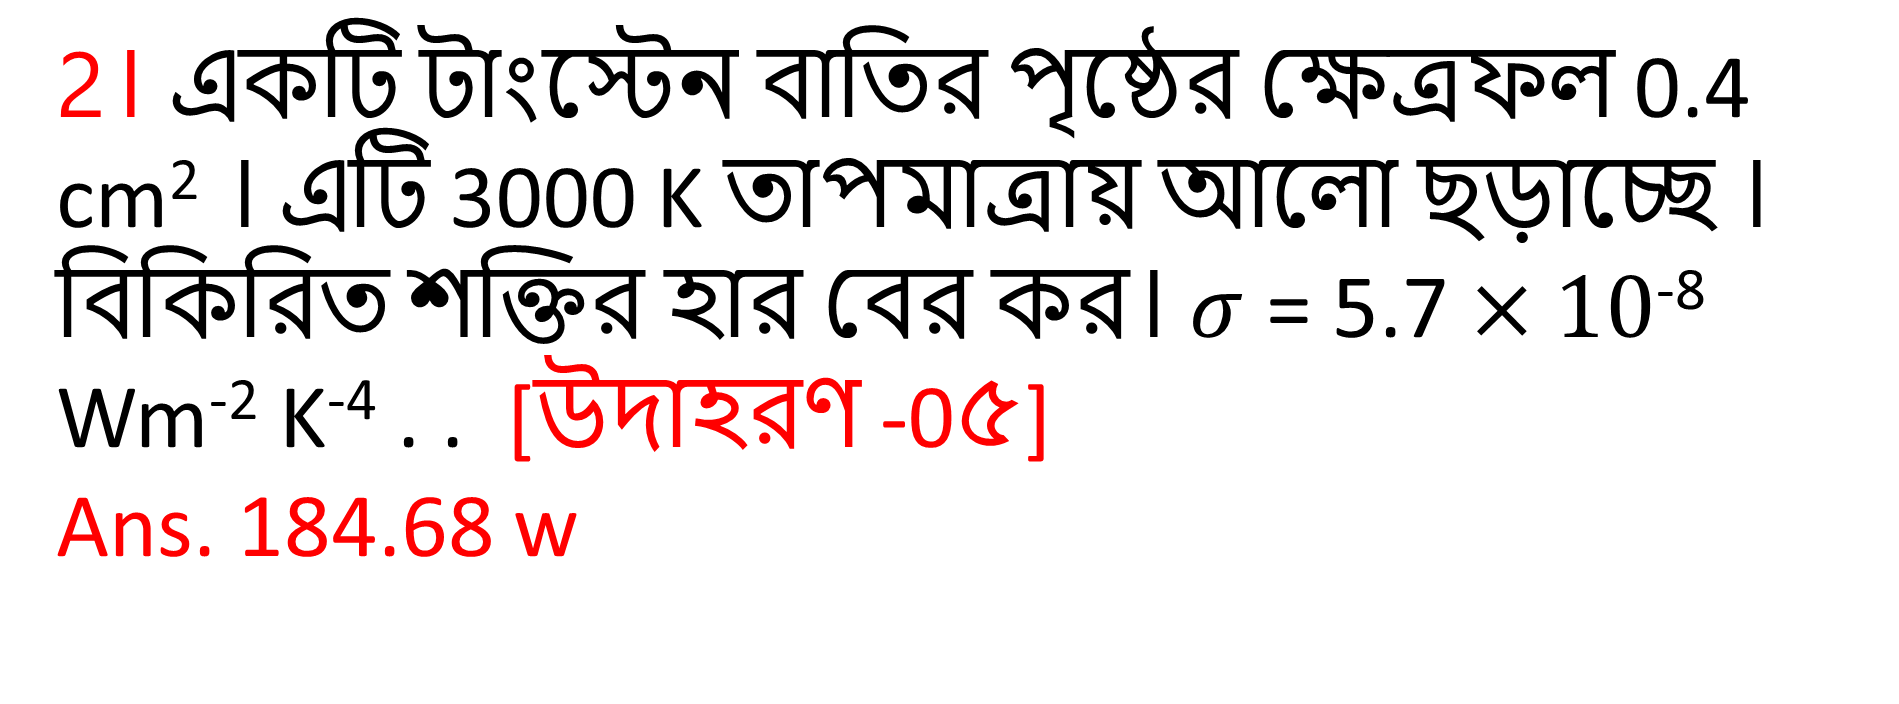 2। একটি টাংস্টেন বাতির পৃষ্ঠের ক্ষেত্রফল 0.4
cm² । এটি 3000 K তাপমাত্রায় আলো ছড়াচ্ছে ।
বিকিরিত শক্তির হার বের কর। 𝜎 = 5.7 × 10⁻⁸
Wm⁻² K⁻⁴ . . [উদাহরণ -0৫]
Ans. 184.68 w